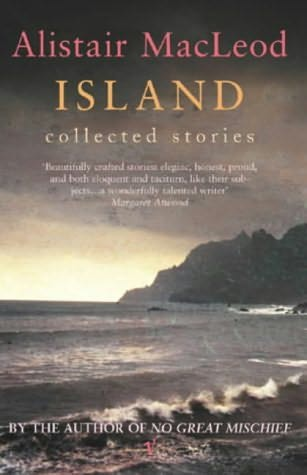 Alistair MacLeod
ISLAND
collected stories
'Beautifully crafted stories: elegiac, honest, proud,
and both eloquent and taciturn, like their sub-
jects...a wonderfully talented writer'
Margaret Atwood
BY THE AUTHOR OF NO GREAT MISCHIEF